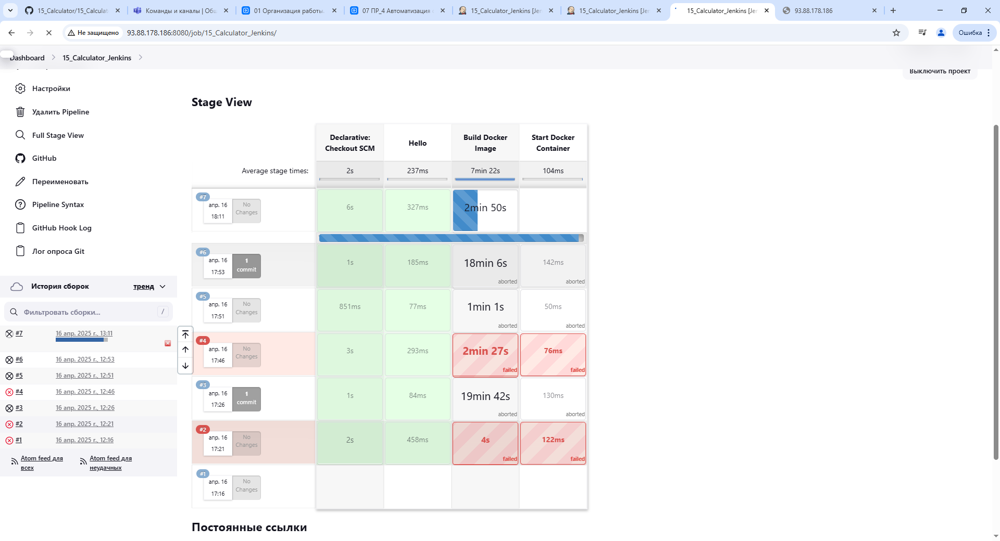 15_Calculator/15_Calculat
Команды и каналы | Общ
01 Организация работы.
07 ПР_4 Автоматизация
15_Calculator_Jenkins [Jen
15_Calculator_Jenkins [Jen
15_Calculator_Jenkins [Jen
93.88.178.186
Не защищено
93.88.178.186:8080/job/15_Calculator_Jenkins/
Ошибка
Dashboard
15_Calculator_Jenkins
Выключить проект
Настройки
Удалить Pipeline
Full Stage View
GitHub
Переименовать
Pipeline Syntax
GitHub Hook Log
Лог опроса Git
История сборок
тренд
Фильтровать сборки...
/
#7 16 апр. 2025 г., 13:11
#6 16 апр. 2025 г., 12:53
#5 16 апр. 2025 г., 12:51
#4 16 апр. 2025 г., 12:46
#3 16 апр. 2025 г., 12:26
#2 16 апр. 2025 г., 12:21
#1 16 апр. 2025 г., 12:16
Atom feed для
всех
Atom feed для
неудачных
Stage View
Declarative:
Checkout SCM
Hello
Build Docker
Image
Start Docker
Container
Average stage times:
2s
237ms
7min 22s
104ms
#7
апр. 16
18:11
No
Changes
6s
327ms
2min 50s
#6
апр. 16
17:53
1
commit
1s
185ms
18min 6s
aborted
142ms
aborted
#5
апр. 16
17:51
No
Changes
851ms
77ms
1min 1s
aborted
50ms
aborted
#4
апр. 16
17:46
No
Changes
3s
293ms
2min 27s
failed
76ms
failed
#3
апр. 16
17:26
1
commit
1s
84ms
19min 42s
aborted
130ms
aborted
#2
апр. 16
17:21
No
Changes
2s
458ms
4s
failed
122ms
failed
#1
апр. 16
17:16
No
Changes
Постоянные ссылки